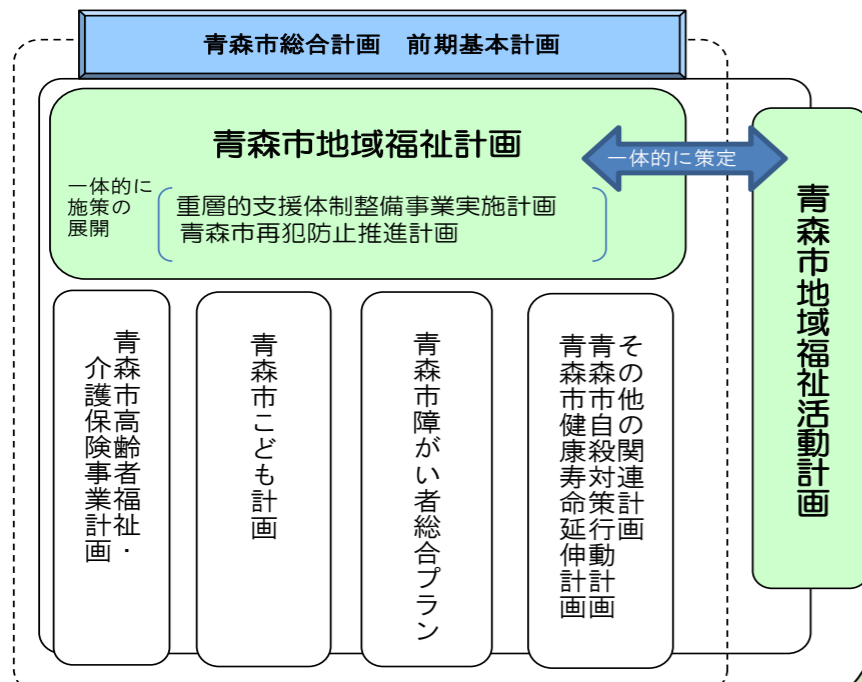 青森市総合計画　前期基本計画
青森市地域福祉計画
一体的に策定
一体的に
施策の
展開
重層的支援体制整備事業実施計画
青森市再犯防止推進計画
青森市地域福祉活動計画
青森市高齢者福祉・
介護保険事業計画
青森市こども計画
青森市障がい者総合プラン
その他の関連計画
青森市自殺対策行動計画
青森市健康寿命延伸計画